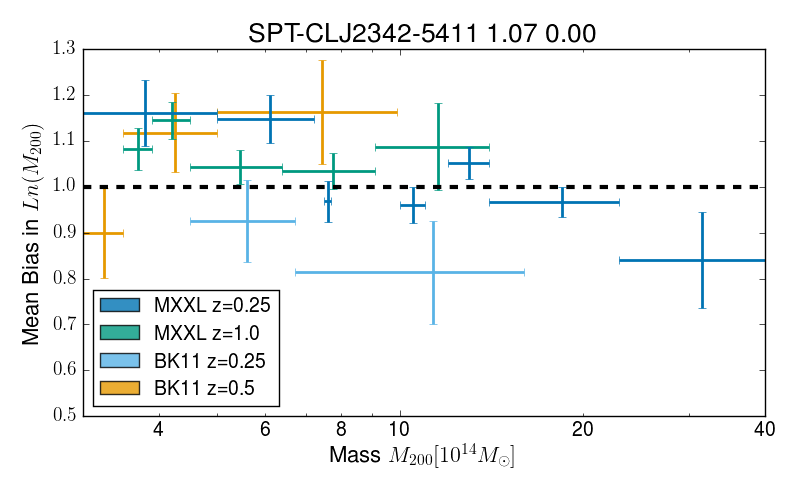 SPT-CLJ2342-5411 1.07 0.00
Mean Bias in Ln(M₂₀₀)
1.3
1.2
1.1
1.0
0.9
0.8
0.7
0.6
0.5
MXXL z=0.25
MXXL z=1.0
BK11 z=0.25
BK11 z=0.5
4 6 8 10 20 40
Mass M₂₀₀[10¹⁴M☉]